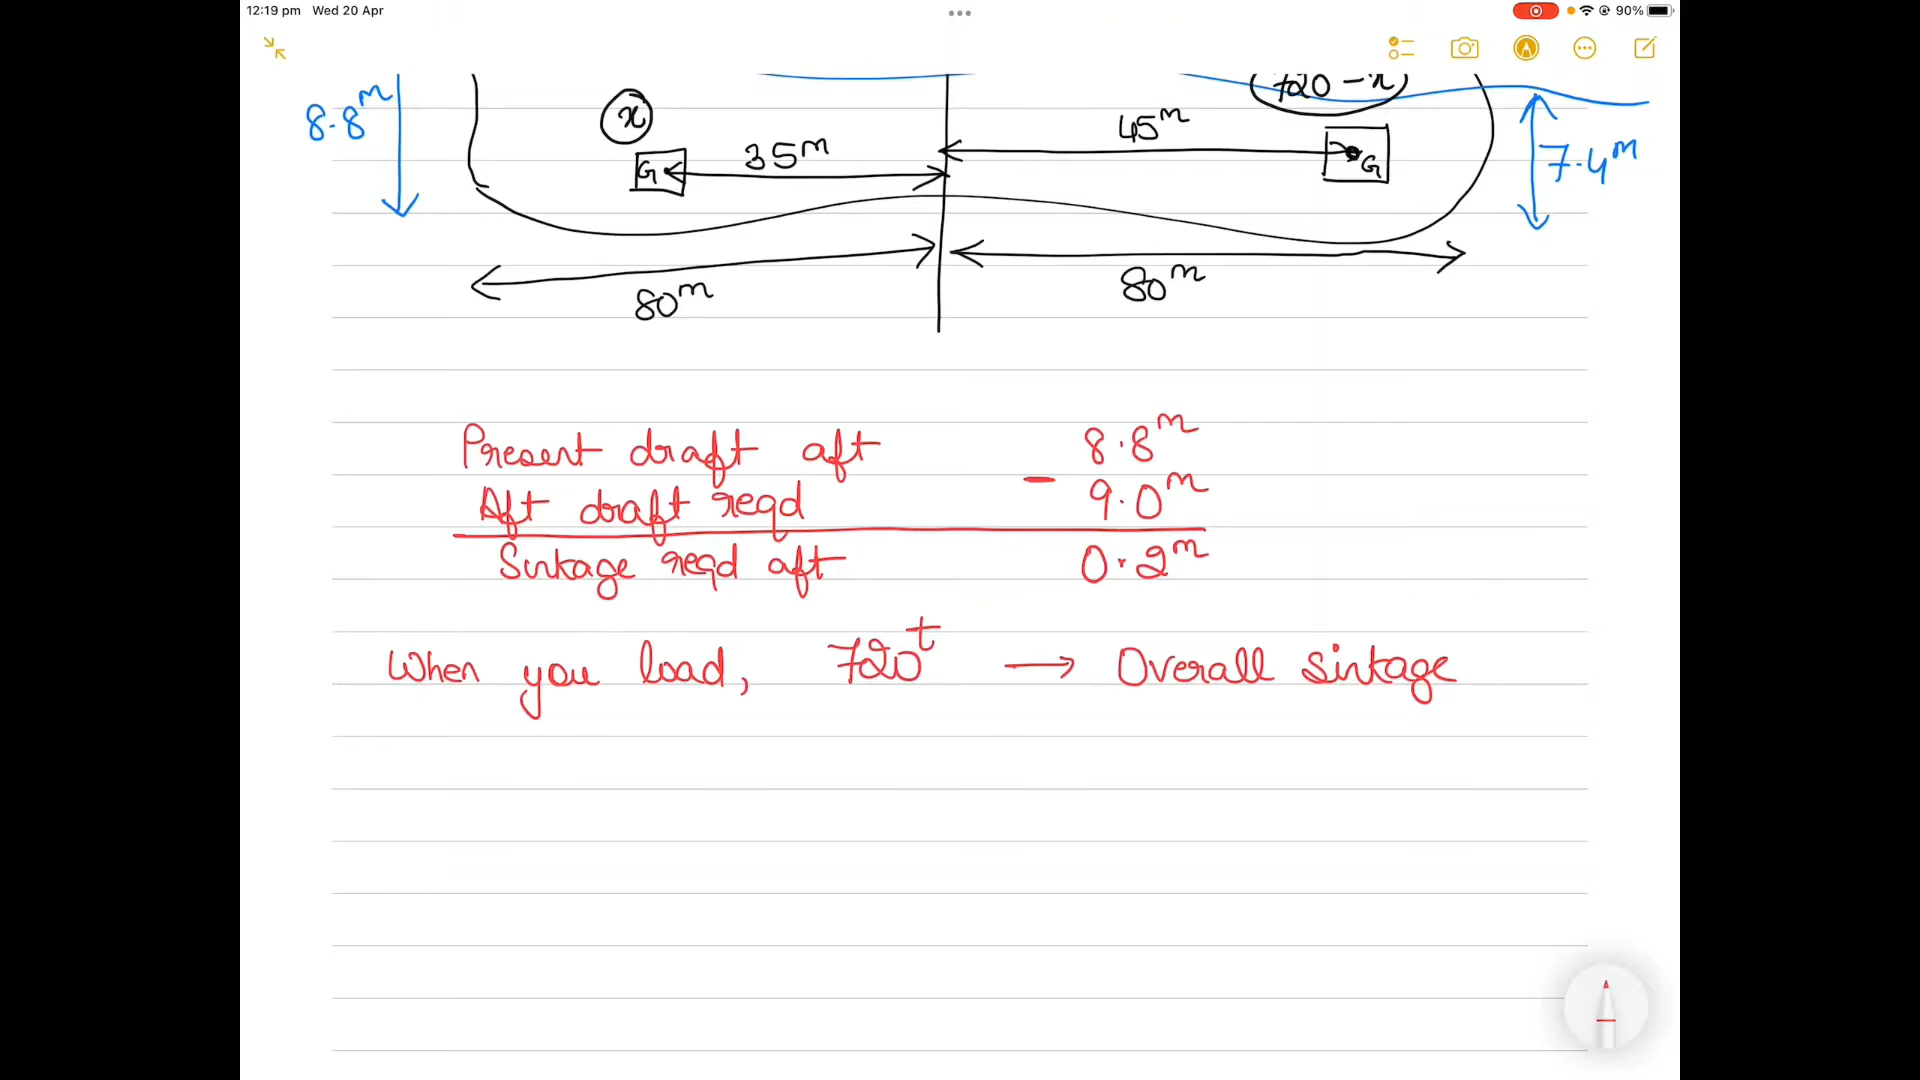 12:19 pm Wed 20 Apr
90%
8.8m
x
720 - x
35m
45m
G
G
7.4m
80m
80m
Present draft aft 8.8m
Aft draft reqd - 9.0m
Sinkage reqd aft 0.2m
When you load, 720t → Overall sinkage